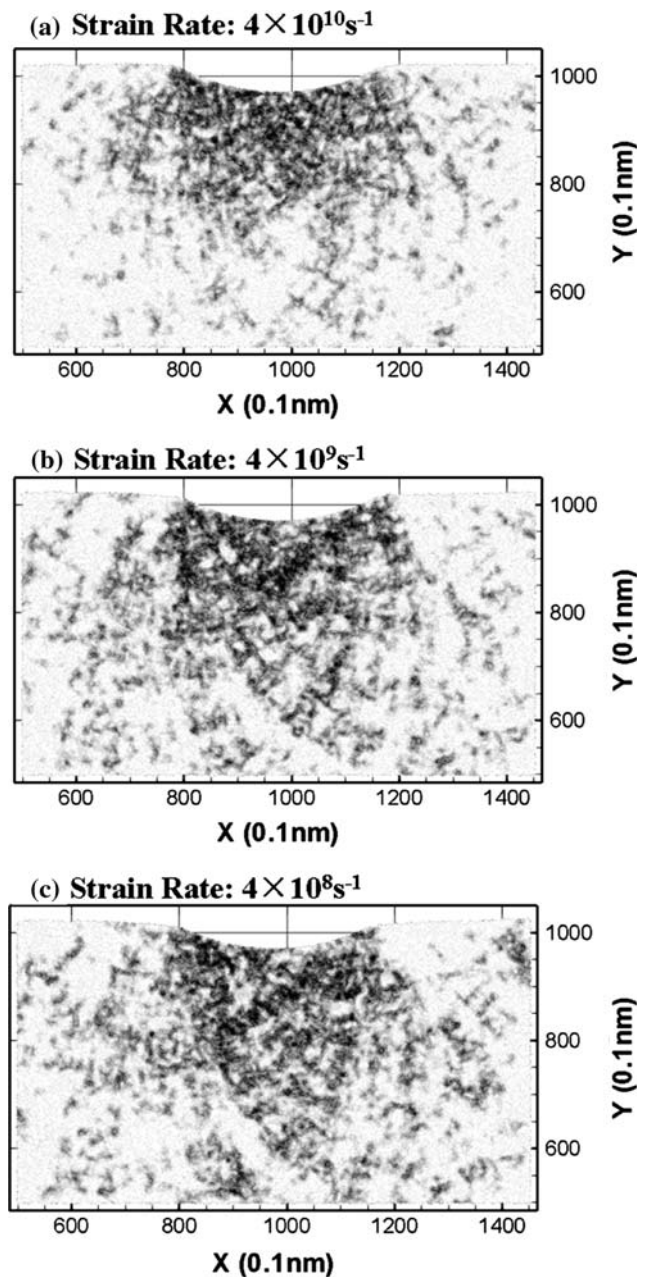 (a) Strain Rate: 4×10¹⁰s⁻¹
1000
800
600
Y (0.1nm)
600 800 1000 1200 1400
X (0.1nm)
(b) Strain Rate: 4×10⁹s⁻¹
1000
800
600
Y (0.1nm)
600 800 1000 1200 1400
X (0.1nm)
(c) Strain Rate: 4×10⁸s⁻¹
1000
800
600
Y (0.1nm)
600 800 1000 1200 1400
X (0.1nm)